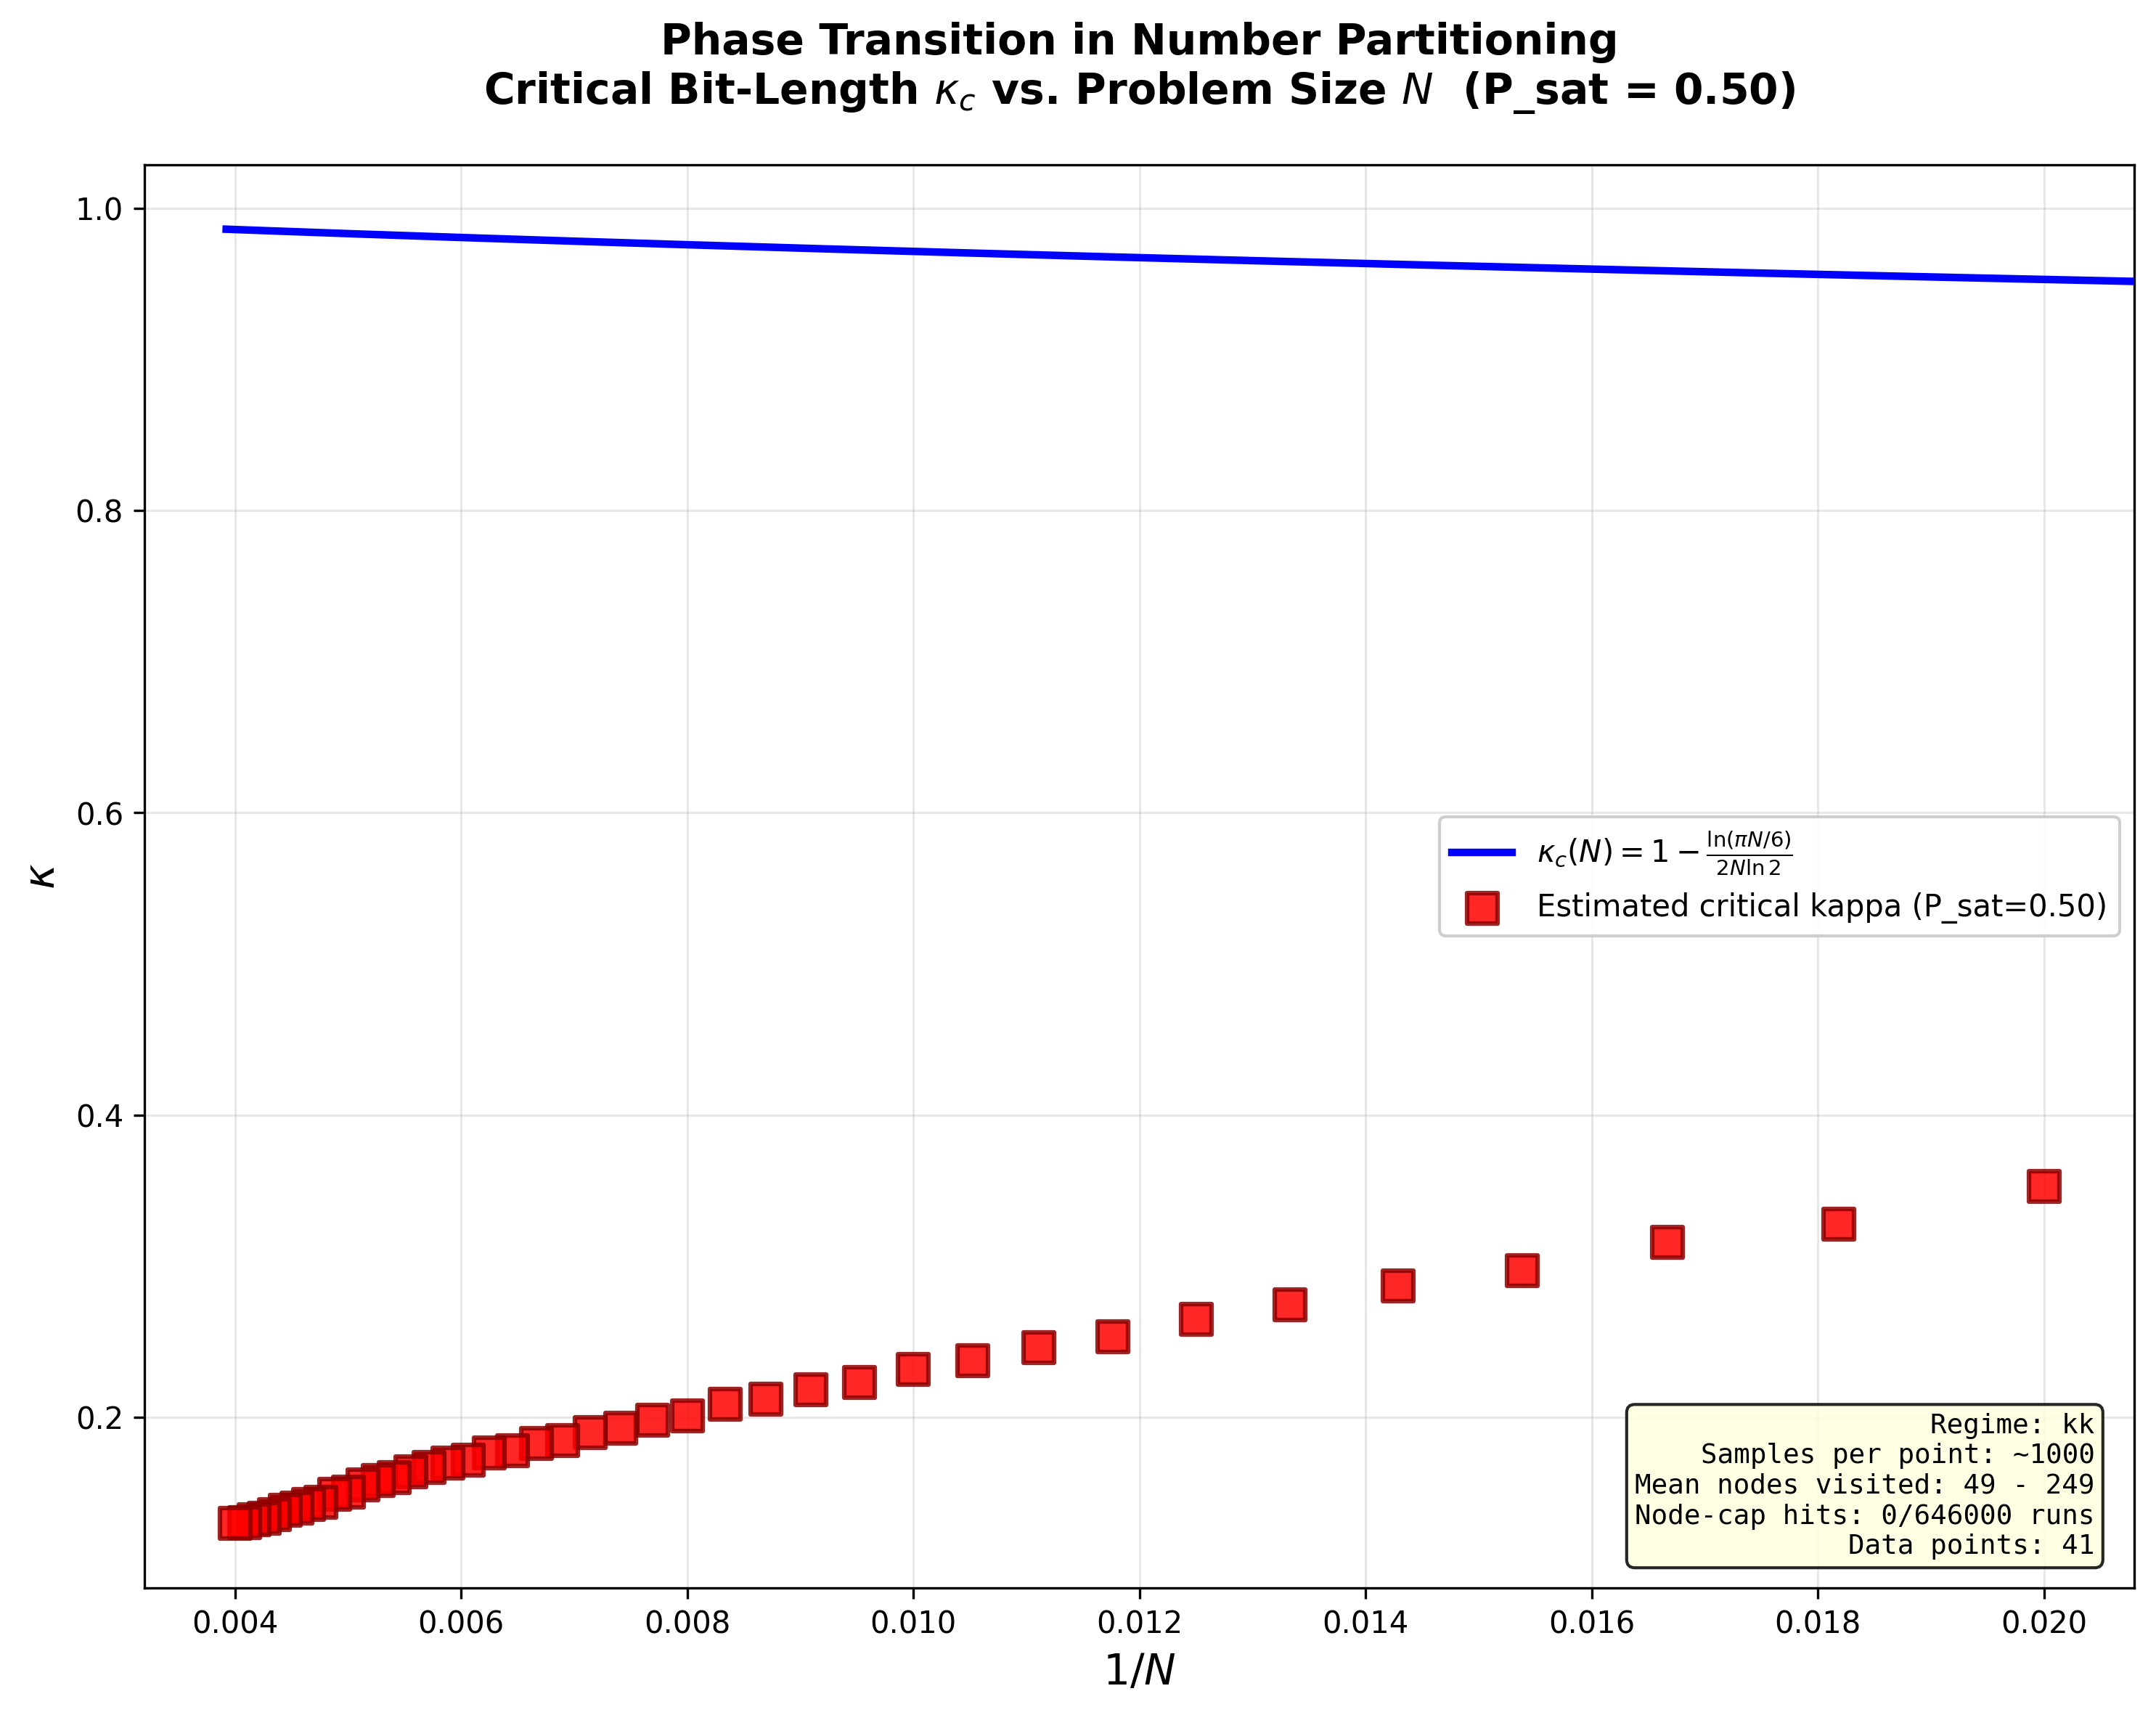 Phase Transition in Number Partitioning
Critical Bit-Length κ_c vs. Problem Size N (P_sat = 0.50)
1.0
0.8
0.6
0.4
0.2
κ
κ_c(N) = 1 − ln(πN/6) / 2N ln 2
Estimated critical kappa (P_sat=0.50)
Regime: kk
Samples per point: ~1000
Mean nodes visited: 49 - 249
Node-cap hits: 0/646000 runs
Data points: 41
0.004 0.006 0.008 0.010 0.012 0.014 0.016 0.018 0.020
1/N